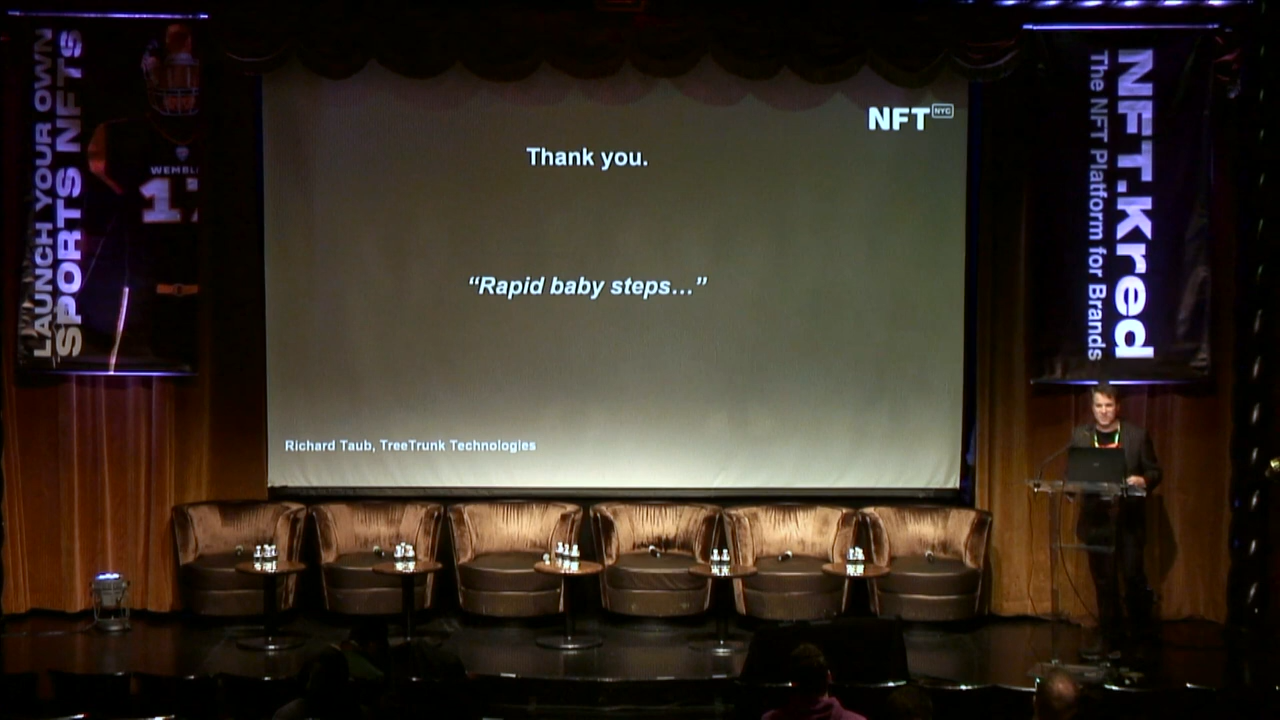 LAUNCH YOUR OWN
SPORTS NFTS
WEMBL
17
NFT NYC
Thank you.
“Rapid baby steps...”
Richard Taub, TreeTrunk Technologies
NFT.Kred
The NFT Platform for Brands